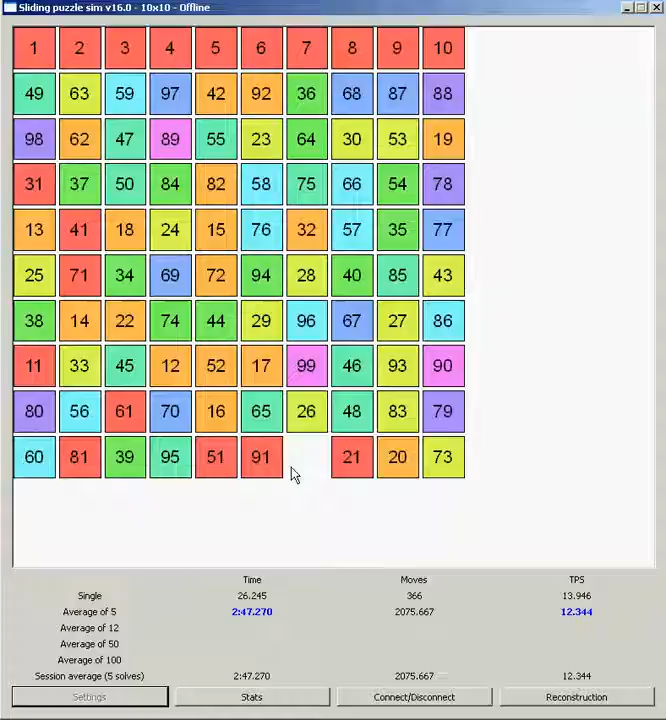 Sliding puzzle sim v16.0 - 10x10 - Offline
1 2 3 4 5 6 7 8 9 10
49 63 59 97 42 92 36 68 87 88
98 62 47 89 55 23 64 30 53 19
31 37 50 84 82 58 75 66 54 78
13 41 18 24 15 76 32 57 35 77
25 71 34 69 72 94 28 40 85 43
38 14 22 74 44 29 96 67 27 86
11 33 45 12 52 17 99 46 93 90
80 56 61 70 16 65 26 48 83 79
60 81 39 95 51 91 21 20 73
Time Moves TPS
Single 26.245 366 13.946
Average of 5 2:47.270 2075.667 12.344
Average of 12
Average of 50
Average of 100
Session average (5 solves) 2:47.270 2075.667 12.344
Settings Stats Connect/Disconnect Reconstruction